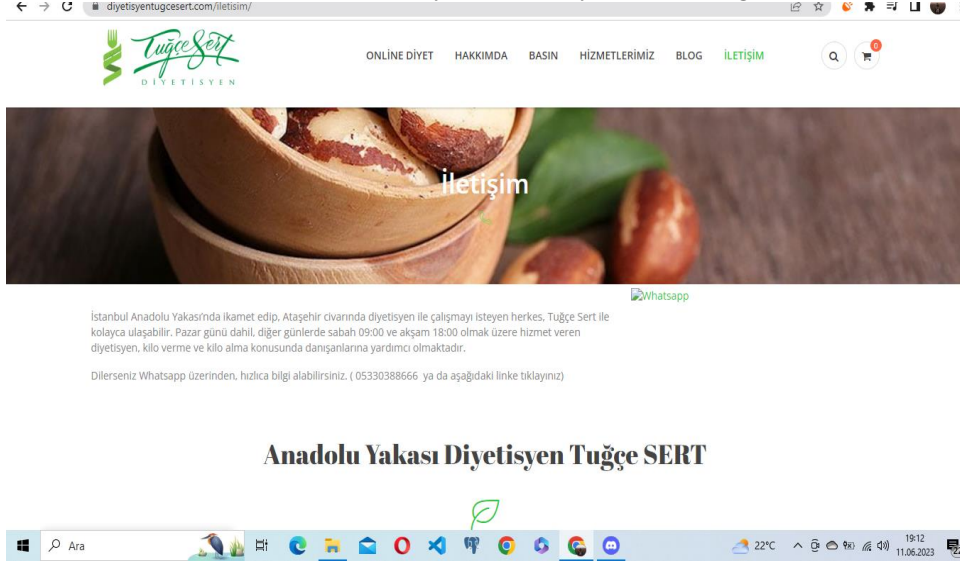 diyetisyentugcesert.com/iletisim/
Tuğçe Sert
DİYETİSYEN
ONLİNE DİYET
HAKKIMDA
BASIN
HİZMETLERİMİZ
BLOG
İLETİŞİM
0
İletişim
Whatsapp
İstanbul Anadolu Yakası'nda ikamet edip, Ataşehir civarında diyetisyen ile çalışmayı isteyen herkes, Tuğçe Sert ile
kolayca ulaşabilir. Pazar günü dahil, diğer günlerde sabah 09:00 ve akşam 18:00 olmak üzere hizmet veren
diyetisyen, kilo verme ve kilo alma konusunda danışanlarına yardımcı olmaktadır.
Dilerseniz Whatsapp üzerinden, hızlıca bilgi alabilirsiniz. ( 05330388666 ya da aşağıdaki linke tıklayınız)
Anadolu Yakası Diyetisyen Tuğçe SERT
Ara
22°C
19:12
11.06.2023